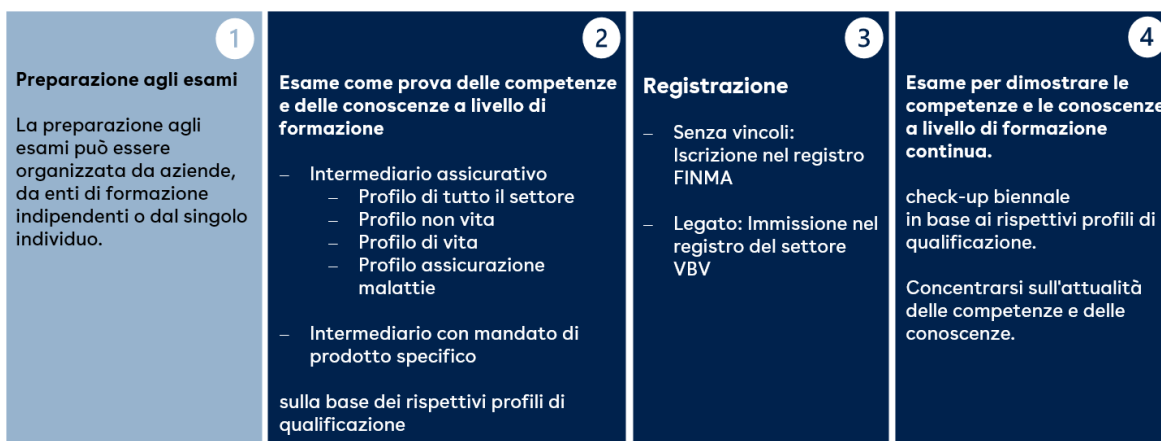 1
Preparazione agli esami
La preparazione agli
esami può essere
organizzata da aziende,
da enti di formazione
indipendenti o dal singolo
individuo.
2
Esame come prova delle competenze
e delle conoscenze a livello di
formazione
– Intermediario assicurativo
– Profilo di tutto il settore
– Profilo non vita
– Profilo di vita
– Profilo assicurazione
malattie
– Intermediario con mandato di
prodotto specifico
sulla base dei rispettivi profili di
qualificazione
3
Registrazione
– Senza vincoli:
Iscrizione nel registro
FINMA
– Legato: Immissione nel
registro del settore
VBV
4
Esame per dimostrare le
competenze e le conoscenze
a livello di formazione
continua.
check-up biennale
in base ai rispettivi profili di
qualificazione.
Concentrarsi sull'attualità
delle competenze e delle
conoscenze.